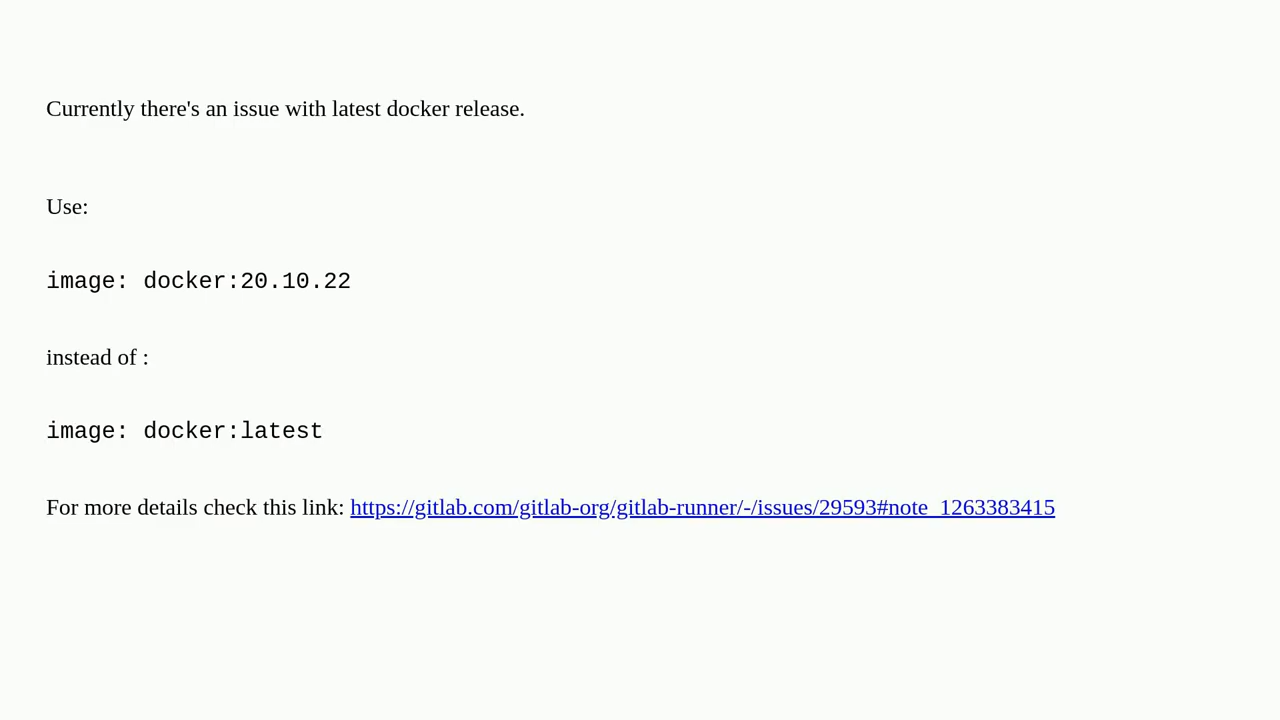 Currently there's an issue with latest docker release.
Use:
image: docker:20.10.22
instead of :
image: docker:latest
For more details check this link: https://gitlab.com/gitlab-org/gitlab-runner/-/issues/29593#note_1263383415